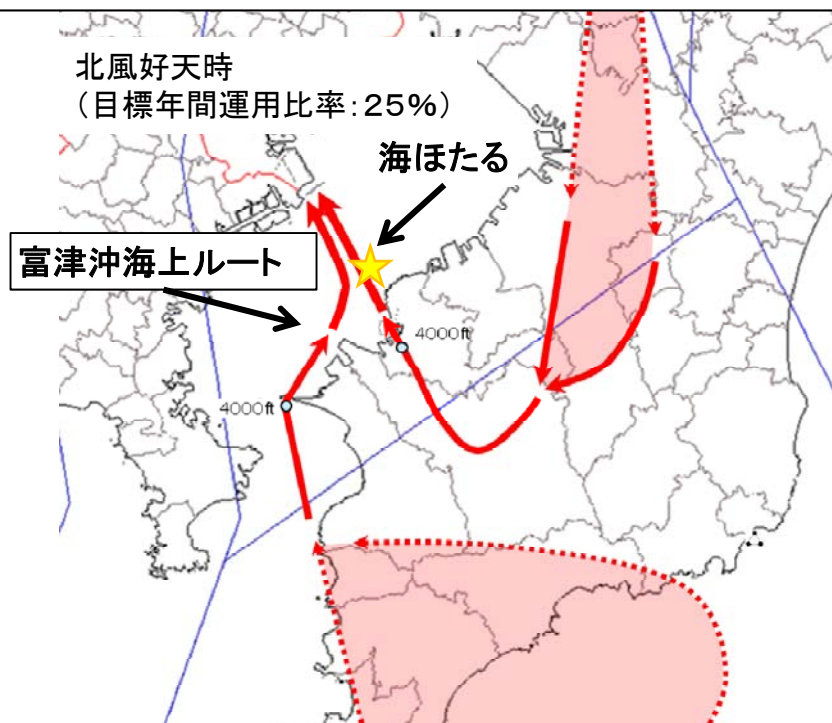 北風好天時
（目標年間運用比率：25％）
海ほたる
富津沖海上ルート
4000ft
4000ft